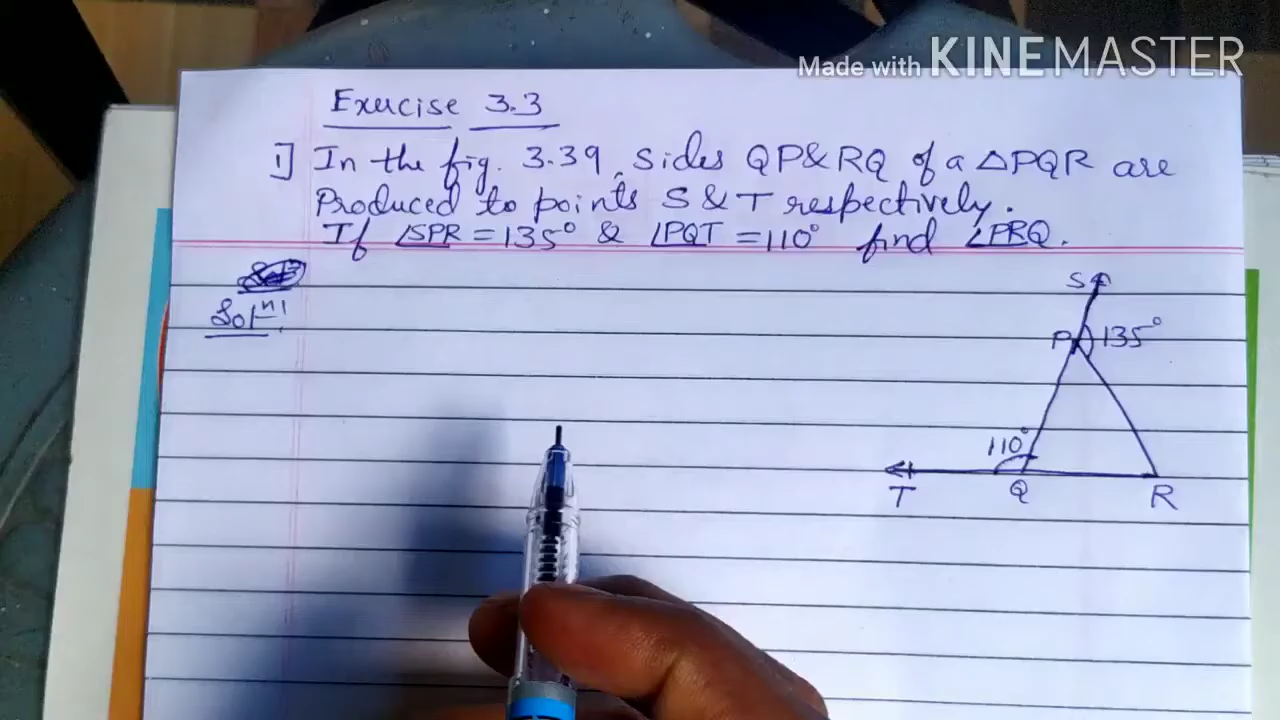 Made with KINEMASTER
Exercise 3.3
1] In the fig. 3.39, sides QP&RQ of a △PQR are
Produced to points S & T respectively.
If ∠SPR = 135° & ∠PQT = 110° find ∠PRQ.
Solⁿ!
S
P 135°
110°
T Q R